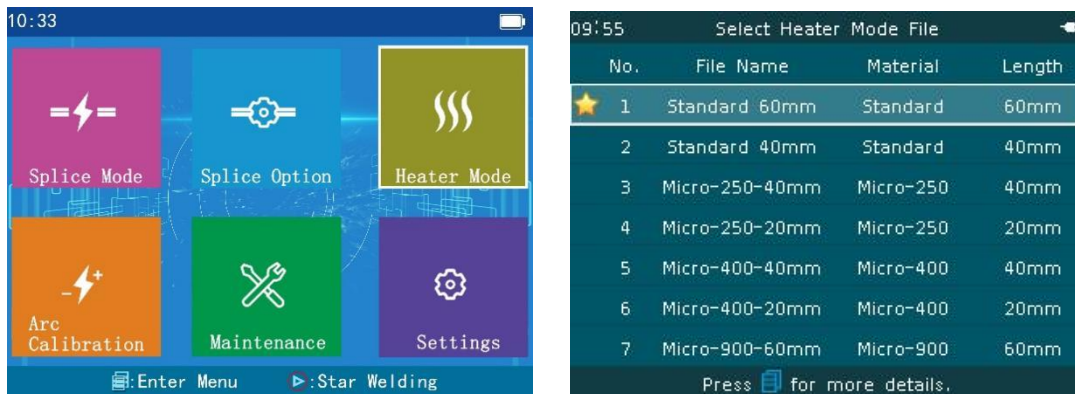 10:33
Splice Mode
Splice Option
Heater Mode
Arc
Calibration
Maintenance
Settings
:Enter Menu
:Star Welding
09:55 Select Heater Mode File
No. File Name Material Length
1 Standard 60mm Standard 60mm
2 Standard 40mm Standard 40mm
3 Micro-250-40mm Micro-250 40mm
4 Micro-250-20mm Micro-250 20mm
5 Micro-400-40mm Micro-400 40mm
6 Micro-400-20mm Micro-400 20mm
7 Micro-900-60mm Micro-900 60mm
Press for more details.